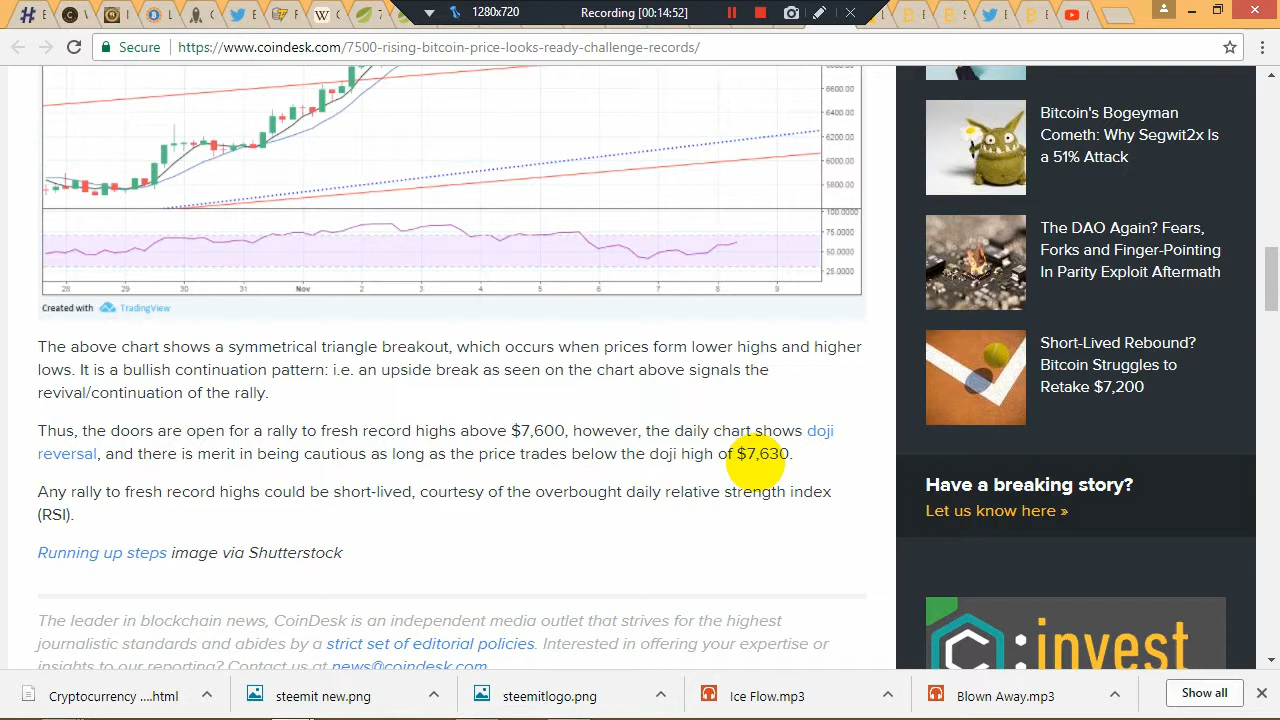 1280x720
Recording [00:14:52]
Secure
https://www.coindesk.com/7500-rising-bitcoin-price-looks-ready-challenge-records/
6600.00
6400.00
6200.00
6000.00
5800.00
100.0000
75.0000
50.0000
25.0000
28 29 30 31 Nov 2 3 4 5 6 7 8 9
Created with TradingView
The above chart shows a symmetrical triangle breakout, which occurs when prices form lower highs and higher
lows. It is a bullish continuation pattern: i.e. an upside break as seen on the chart above signals the
revival/continuation of the rally.
Thus, the doors are open for a rally to fresh record highs above $7,600, however, the daily chart shows doji
reversal, and there is merit in being cautious as long as the price trades below the doji high of $7,630.
Any rally to fresh record highs could be short-lived, courtesy of the overbought daily relative strength index
(RSI).
Running up steps image via Shutterstock
The leader in blockchain news, CoinDesk is an independent media outlet that strives for the highest
journalistic standards and abides by a strict set of editorial policies. Interested in offering your expertise or
insights to our reporting? Contact us at news@coindesk.com
Bitcoin's Bogeyman
Cometh: Why Segwit2x Is
a 51% Attack
The DAO Again? Fears,
Forks and Finger-Pointing
In Parity Exploit Aftermath
Short-Lived Rebound?
Bitcoin Struggles to
Retake $7,200
Have a breaking story?
Let us know here »
:invest
Cryptocurrency ....html
steemit new.png
steemitlogo.png
Ice Flow.mp3
Blown Away.mp3
Show all